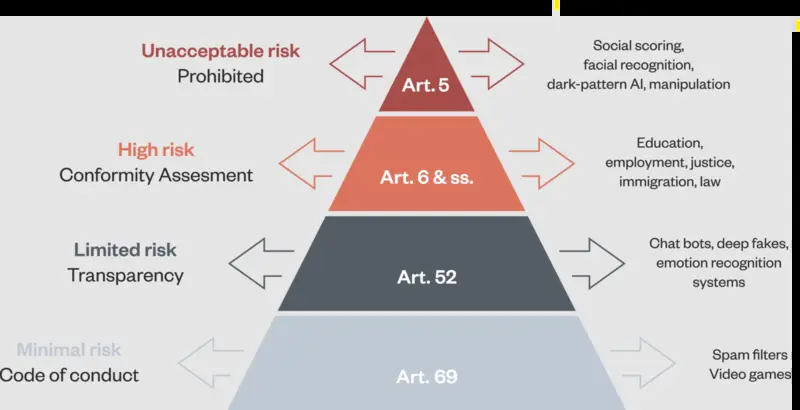 Unacceptable risk
Prohibited
Art. 5
Social scoring,
facial recognition,
dark-pattern AI, manipulation
High risk
Conformity Assesment
Art. 6 & ss.
Education,
employment, justice,
immigration, law
Limited risk
Transparency
Art. 52
Chat bots, deep fakes,
emotion recognition
systems
Minimal risk
Code of conduct
Art. 69
Spam filters
Video games